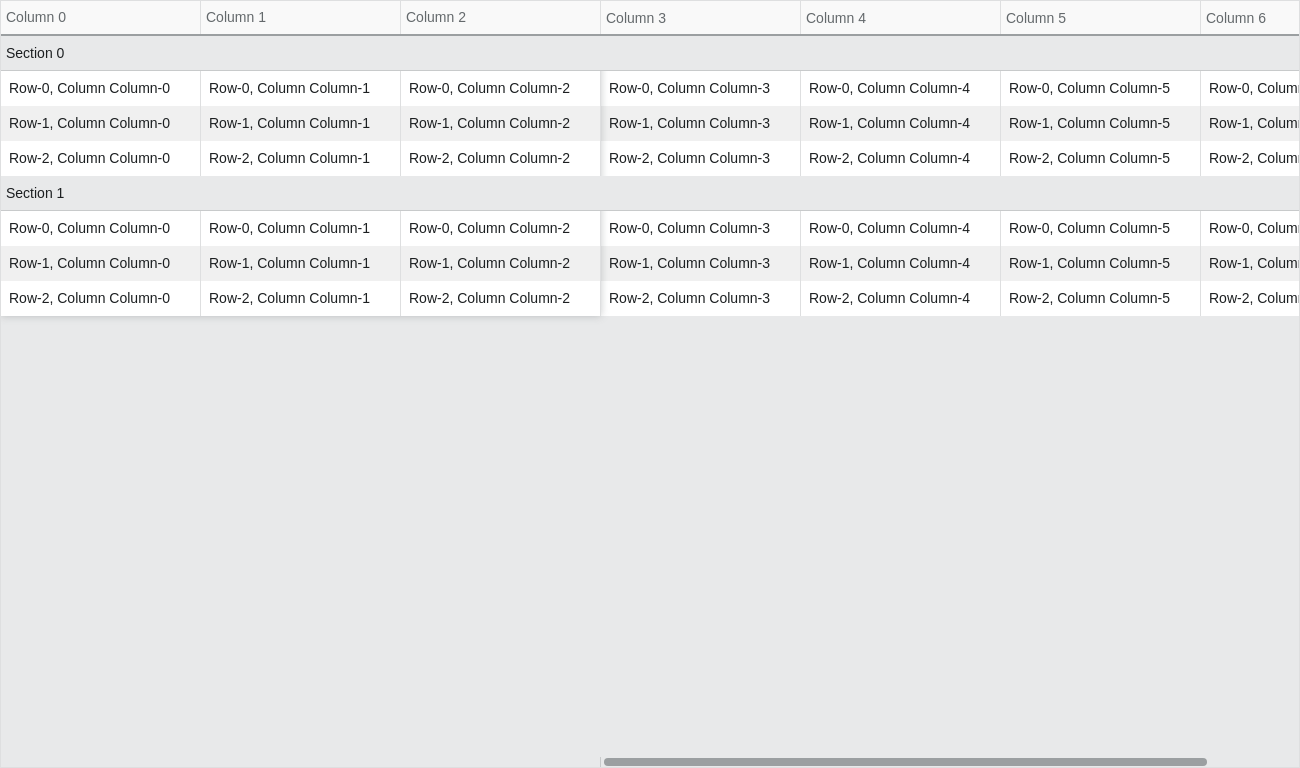 Column 0 Column 1 Column 2 Column 3 Column 4 Column 5 Column 6
Section 0
Row-0, Column Column-0 Row-0, Column Column-1 Row-0, Column Column-2 Row-0, Column Column-3 Row-0, Column Column-4 Row-0, Column Column-5 Row-0, Colum
Row-1, Column Column-0 Row-1, Column Column-1 Row-1, Column Column-2 Row-1, Column Column-3 Row-1, Column Column-4 Row-1, Column Column-5 Row-1, Colum
Row-2, Column Column-0 Row-2, Column Column-1 Row-2, Column Column-2 Row-2, Column Column-3 Row-2, Column Column-4 Row-2, Column Column-5 Row-2, Colum
Section 1
Row-0, Column Column-0 Row-0, Column Column-1 Row-0, Column Column-2 Row-0, Column Column-3 Row-0, Column Column-4 Row-0, Column Column-5 Row-0, Colum
Row-1, Column Column-0 Row-1, Column Column-1 Row-1, Column Column-2 Row-1, Column Column-3 Row-1, Column Column-4 Row-1, Column Column-5 Row-1, Colum
Row-2, Column Column-0 Row-2, Column Column-1 Row-2, Column Column-2 Row-2, Column Column-3 Row-2, Column Column-4 Row-2, Column Column-5 Row-2, Colum